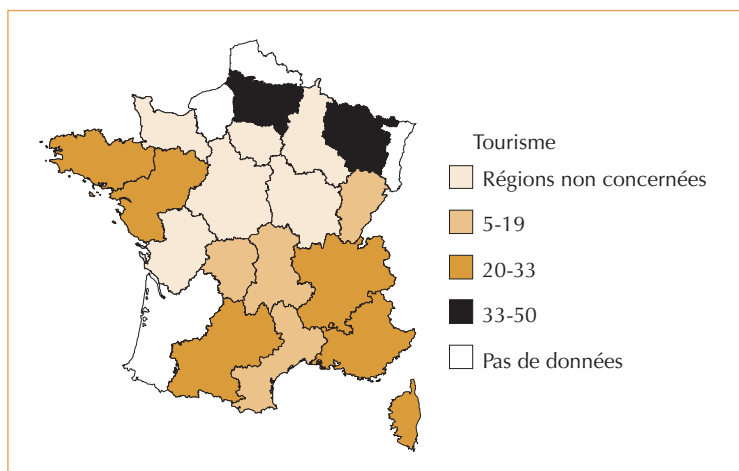 Tourisme
Régions non concernées
5-19
20-33
33-50
Pas de données